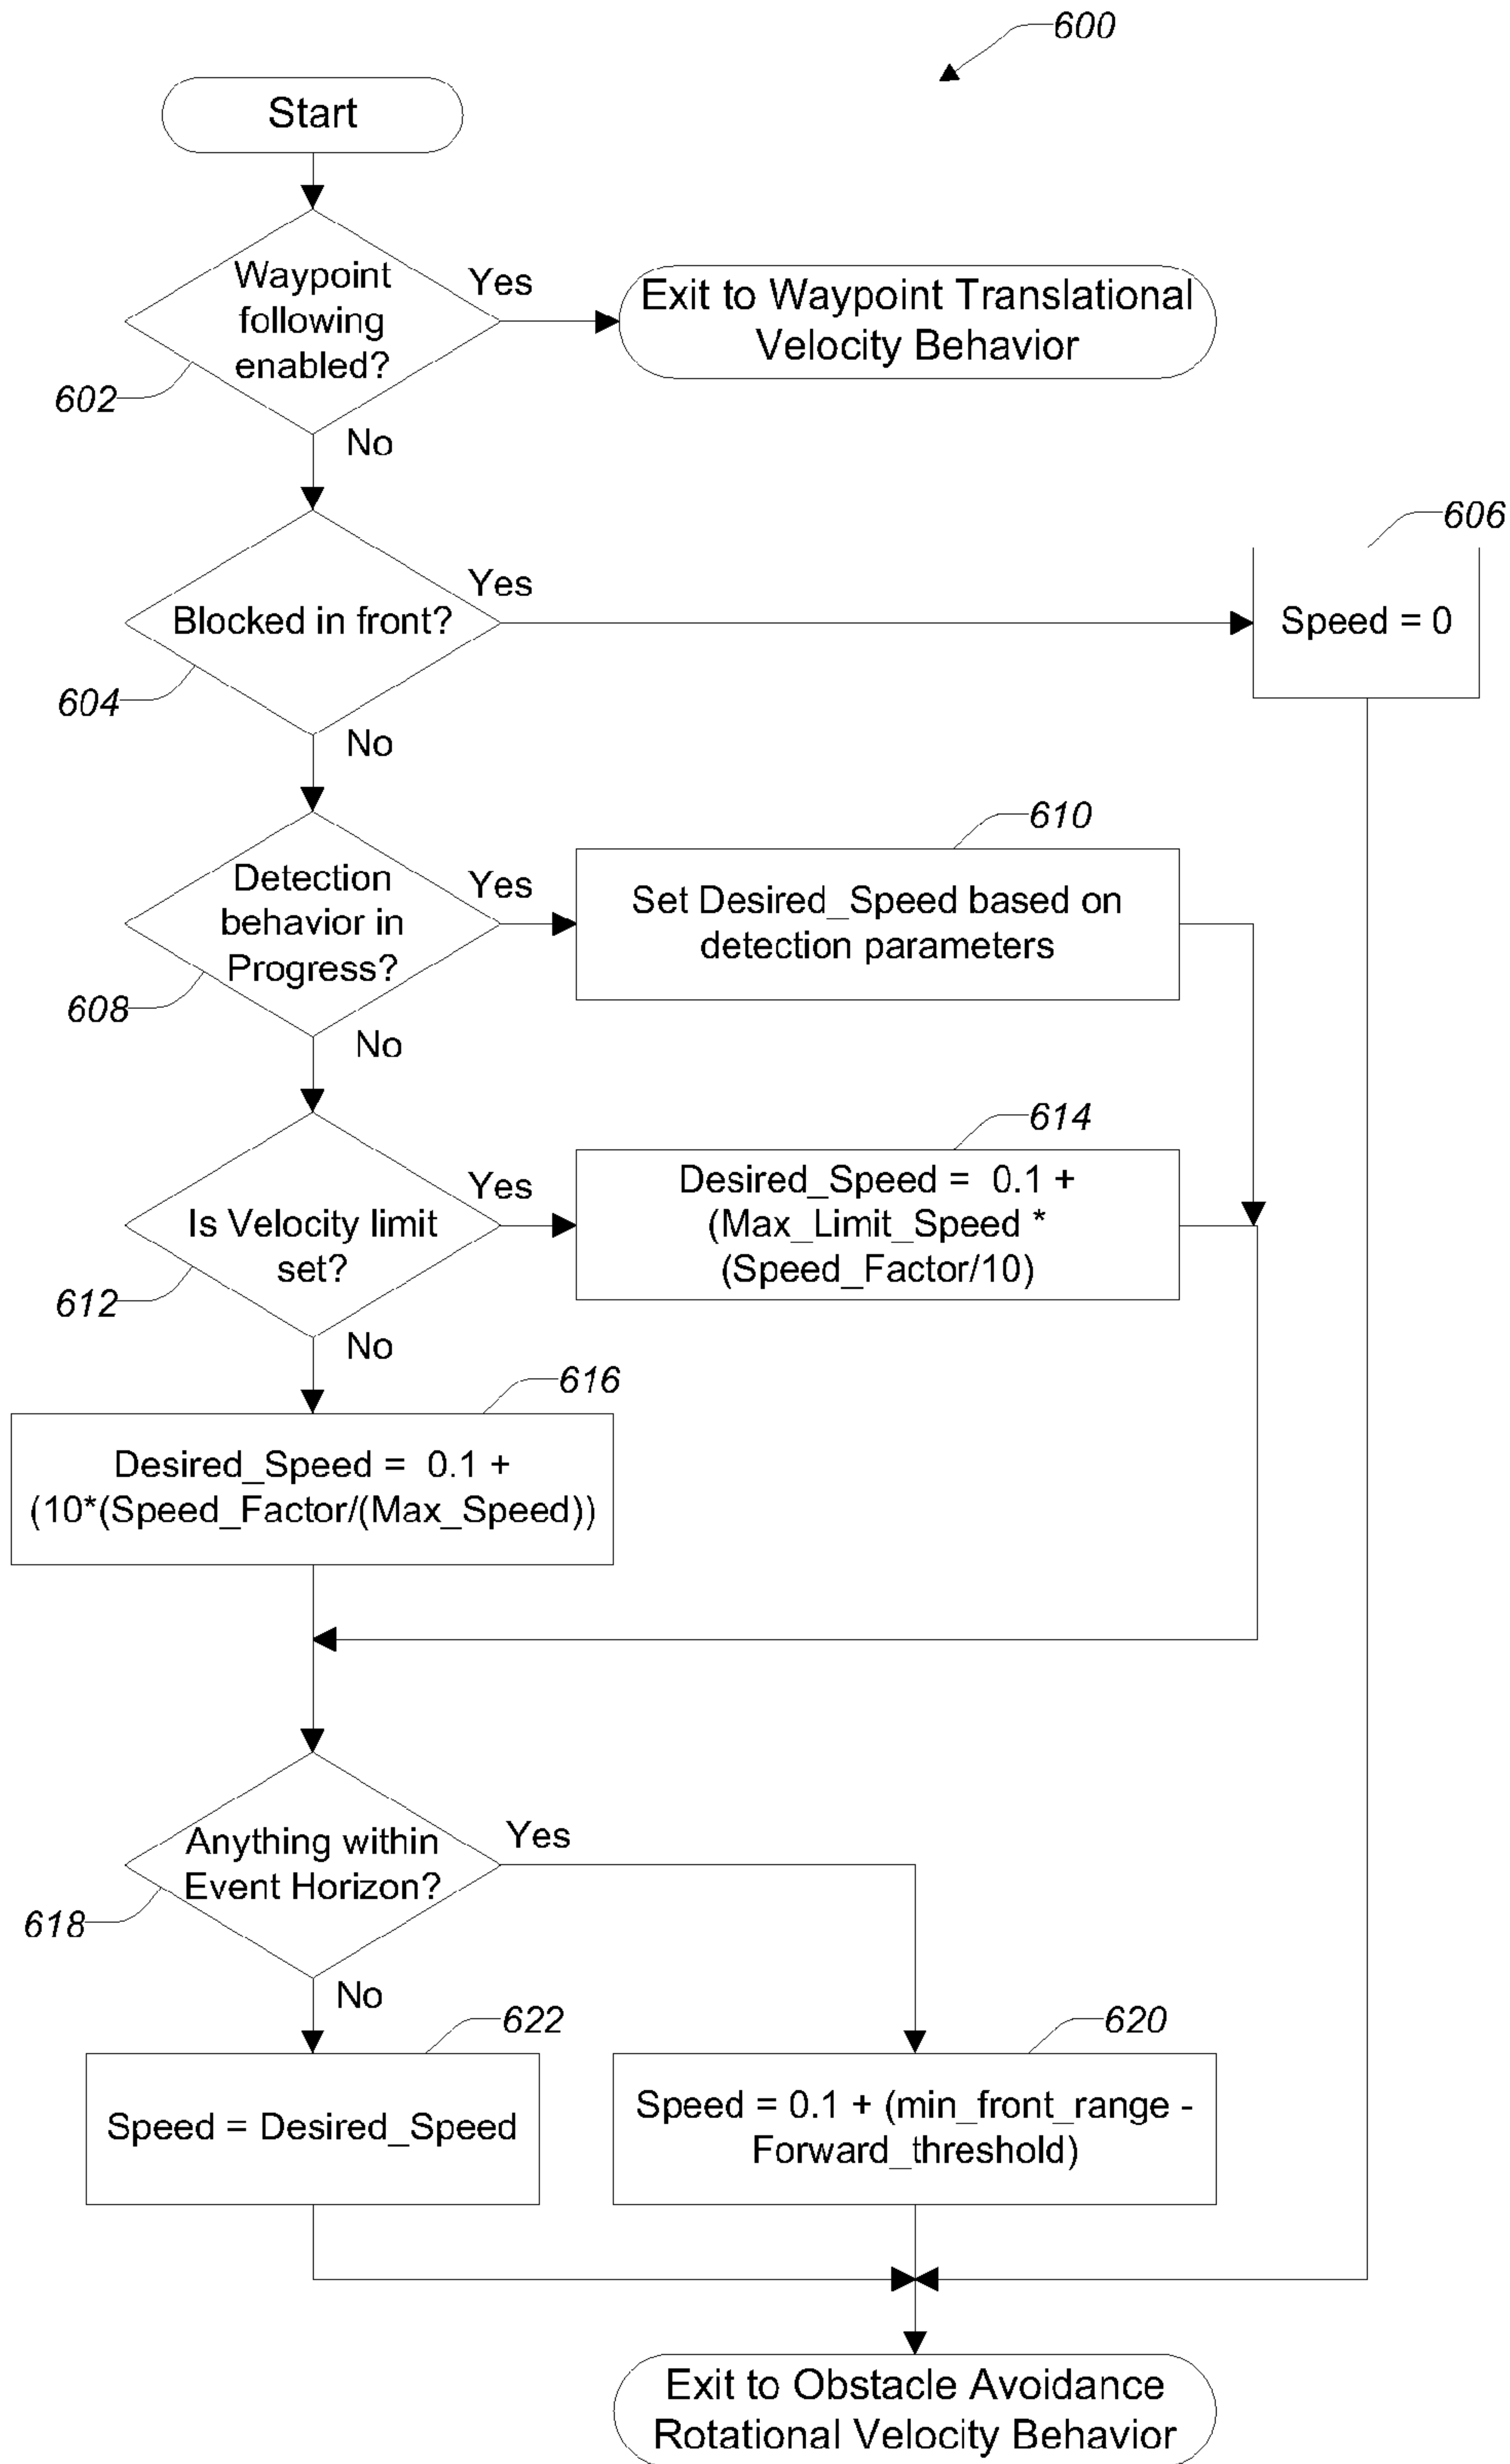 600
Start
Waypoint
following
enabled?
Yes
Exit to Waypoint Translational
Velocity Behavior
602
No
606
Blocked in front?
Yes
Speed = 0
604
No
610
Detection
behavior in
Progress?
Yes
Set Desired_Speed based on
detection parameters
608
No
614
Is Velocity limit
set?
Yes
Desired_Speed = 0.1 +
(Max_Limit_Speed *
(Speed_Factor/10)
612
No
616
Desired_Speed = 0.1 +
(10*(Speed_Factor/(Max_Speed))
Anything within
Event Horizon?
Yes
618
No
622
620
Speed = Desired_Speed
Speed = 0.1 + (min_front_range -
Forward_threshold)
Exit to Obstacle Avoidance
Rotational Velocity Behavior